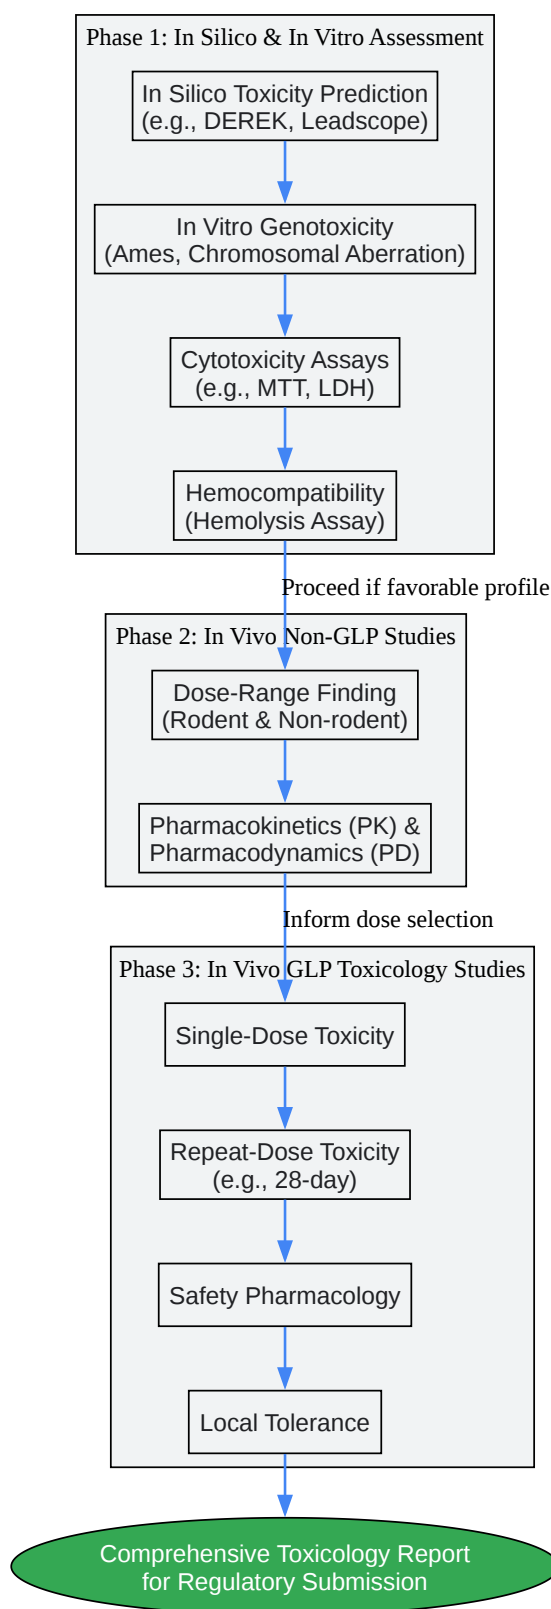 Phase 1: In Silico & In Vitro Assessment
In Silico Toxicity Prediction
(e.g., DEREK, Leadscope)
In Vitro Genotoxicity
(Ames, Chromosomal Aberration)
Cytotoxicity Assays
(e.g., MTT, LDH)
Hemocompatibility
(Hemolysis Assay)
Proceed if favorable profile
Phase 2: In Vivo Non-GLP Studies
Dose-Range Finding
(Rodent & Non-rodent)
Pharmacokinetics (PK) &
Pharmacodynamics (PD)
Inform dose selection
Phase 3: In Vivo GLP Toxicology Studies
Single-Dose Toxicity
Repeat-Dose Toxicity
(e.g., 28-day)
Safety Pharmacology
Local Tolerance
Comprehensive Toxicology Report
for Regulatory Submission